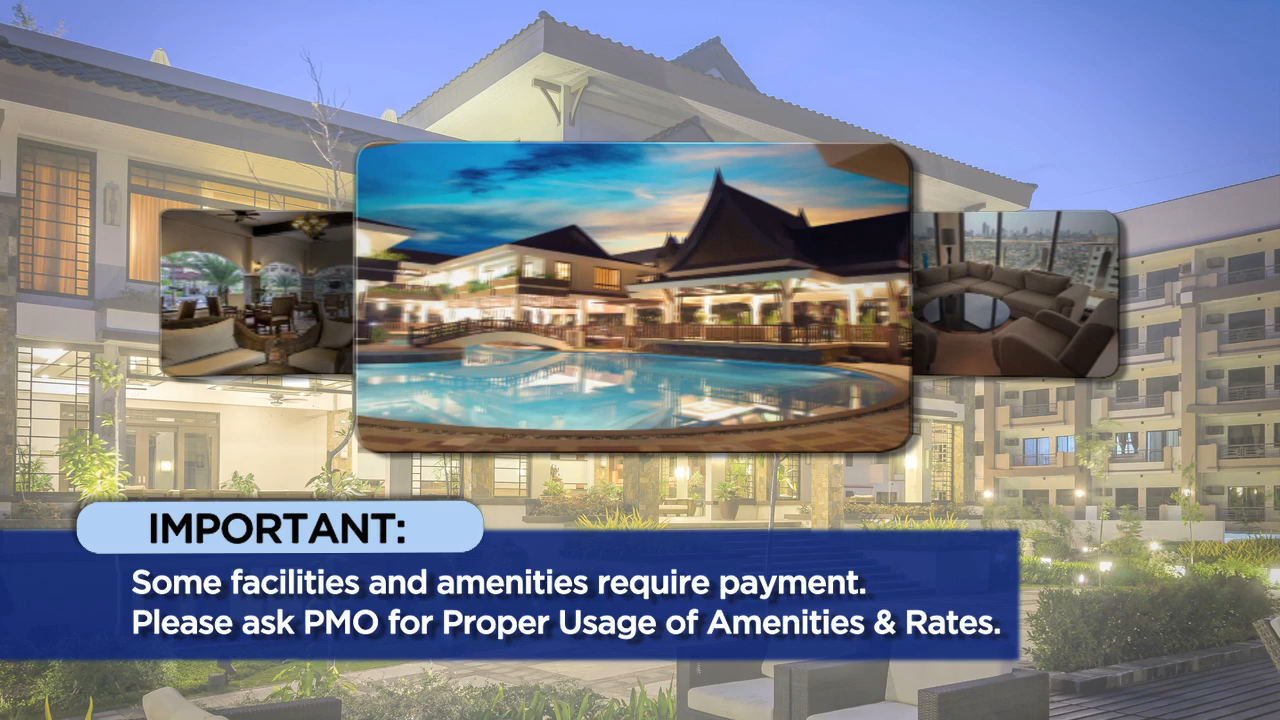 IMPORTANT:
Some facilities and amenities require payment.
Please ask PMO for Proper Usage of Amenities & Rates.